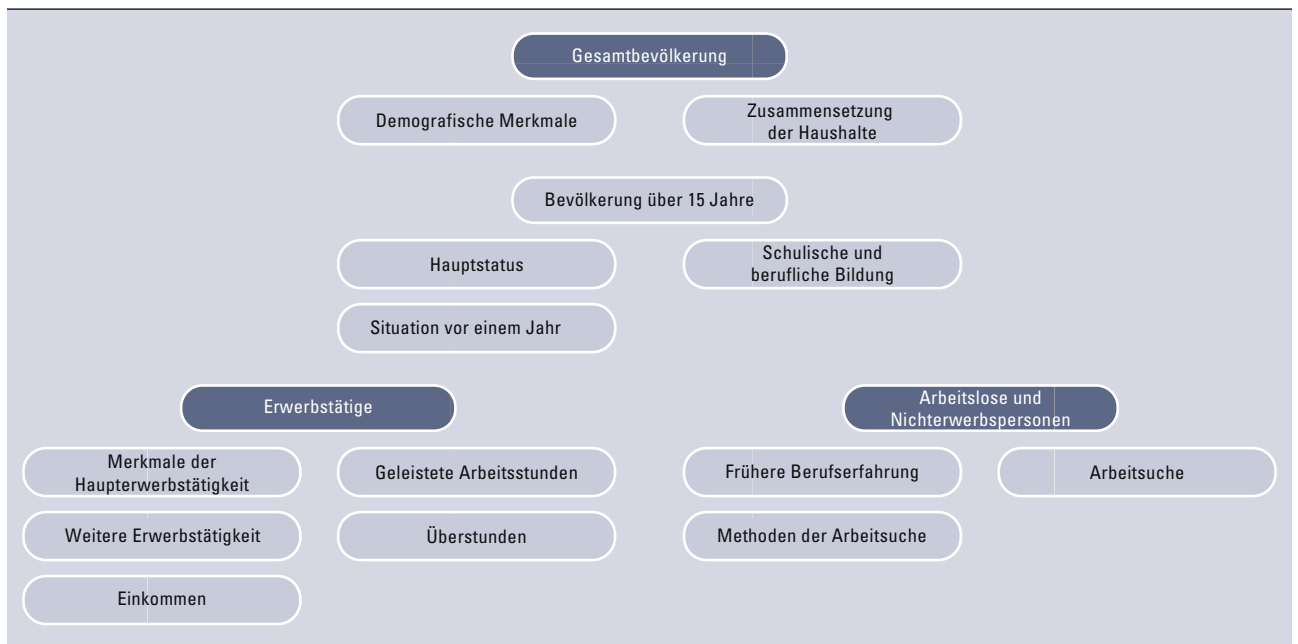 Gesamtbevölkerung
Demografische Merkmale
Zusammensetzung
der Haushalte
Bevölkerung über 15 Jahre
Hauptstatus
Schulische und
berufliche Bildung
Situation vor einem Jahr
Erwerbstätige
Arbeitslose und
Nichterwerbspersonen
Merkmale der
Haupterwerbstätigkeit
Geleistete Arbeitsstunden
Frühere Berufserfahrung
Arbeitsuche
Weitere Erwerbstätigkeit
Überstunden
Methoden der Arbeitsuche
Einkommen